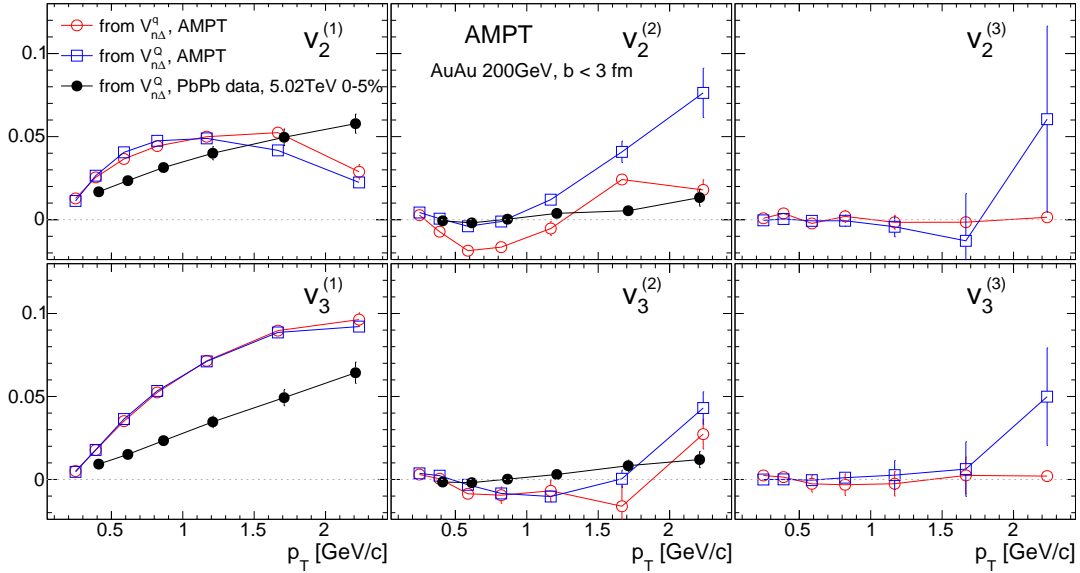 from V_{nΔ}^{q}, AMPT
from V_{nΔ}^{Q}, AMPT
from V_{nΔ}^{Q}, PbPb data, 5.02TeV 0-5%
v_2^{(1)}
AMPT
AuAu 200GeV, b < 3 fm
v_2^{(2)}
v_2^{(3)}
0.1
0.05
0
v_3^{(1)}
v_3^{(2)}
v_3^{(3)}
0.1
0.05
0
0.5 1 1.5 2
0.5 1 1.5 2
0.5 1 1.5 2
p_T [GeV/c]
p_T [GeV/c]
p_T [GeV/c]